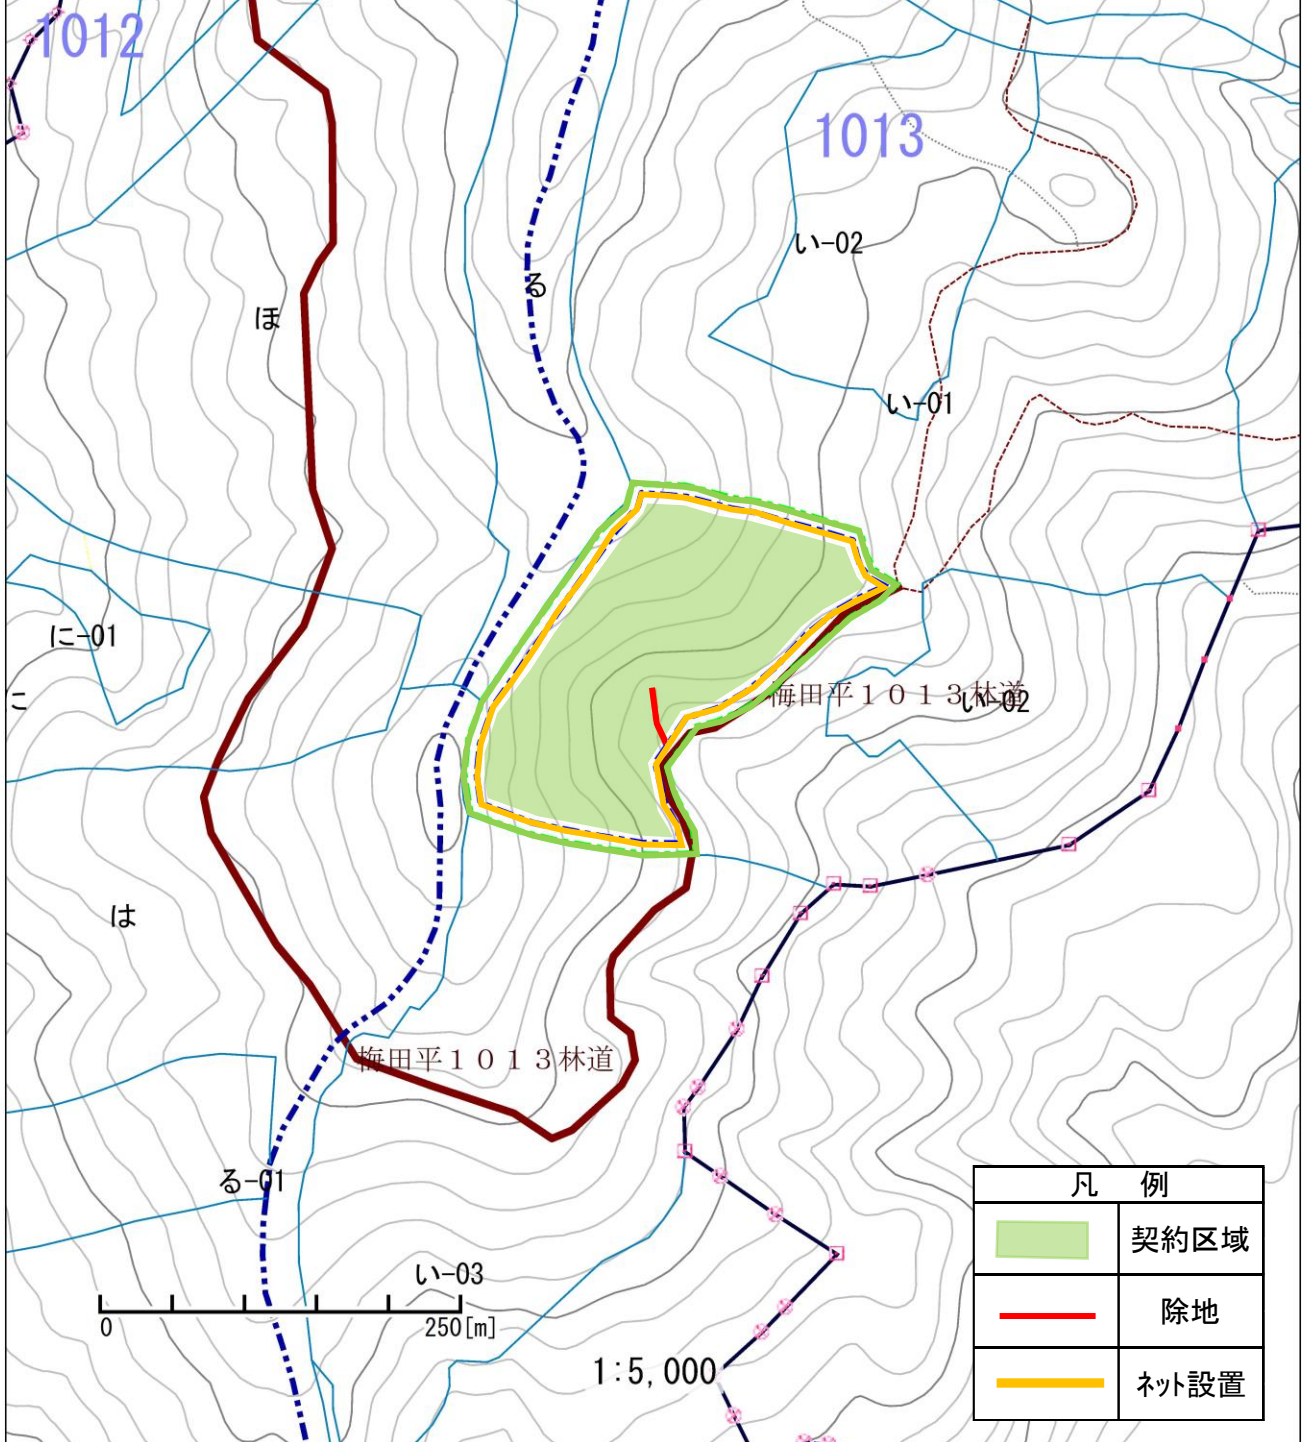 1012
1013
い-02
る
ほ
い-01
に-01
に
梅田平1013林道
い-02
は
梅田平1013林道
る-01
い-03
0
250[m]
1:5,000
凡 例
契約区域
除地
ネット設置